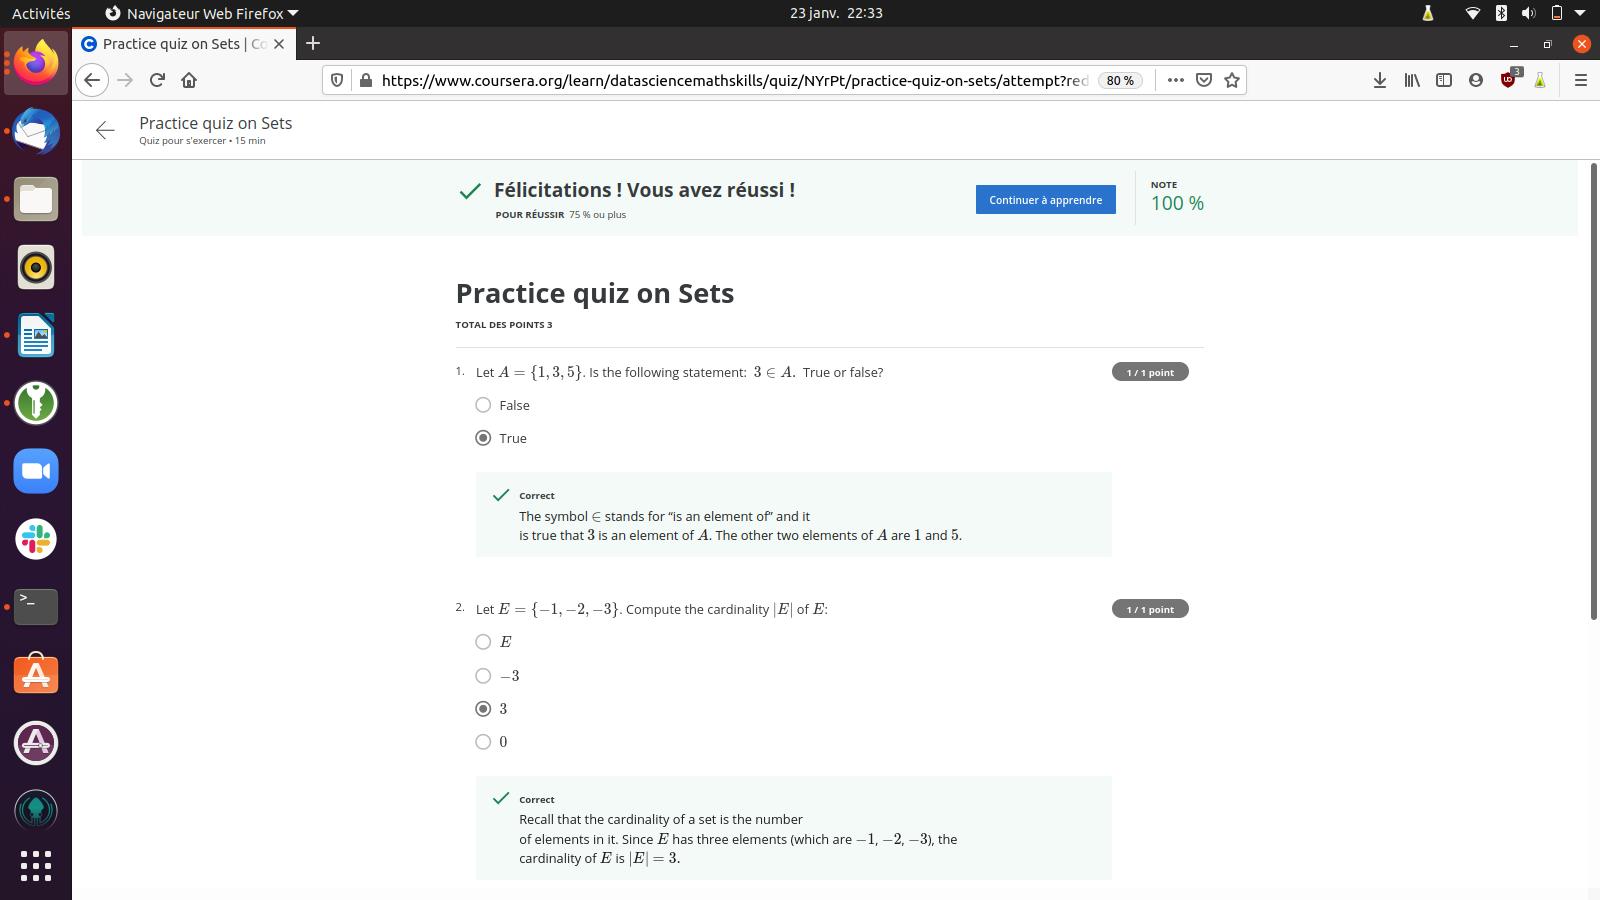 Activités
Navigateur Web Firefox
23 janv.  22:33
Practice quiz on Sets | Co
https://www.coursera.org/learn/datasciencemathskills/quiz/NYrPt/practice-quiz-on-sets/attempt?red
80 %
3
Practice quiz on Sets
Quiz pour s'exercer • 15 min
Félicitations ! Vous avez réussi !
POUR RÉUSSIR 75 % ou plus
Continuer à apprendre
NOTE
100 %
Practice quiz on Sets
TOTAL DES POINTS 3
1. Let A = {1, 3, 5}. Is the following statement: 3 ∈ A. True or false?
1 / 1 point
False
True
Correct
The symbol ∈ stands for “is an element of” and it
is true that 3 is an element of A. The other two elements of A are 1 and 5.
2. Let E = {−1, −2, −3}. Compute the cardinality |E| of E:
1 / 1 point
E
−3
3
0
Correct
Recall that the cardinality of a set is the number
of elements in it. Since E has three elements (which are −1, −2, −3), the
cardinality of E is |E| = 3.